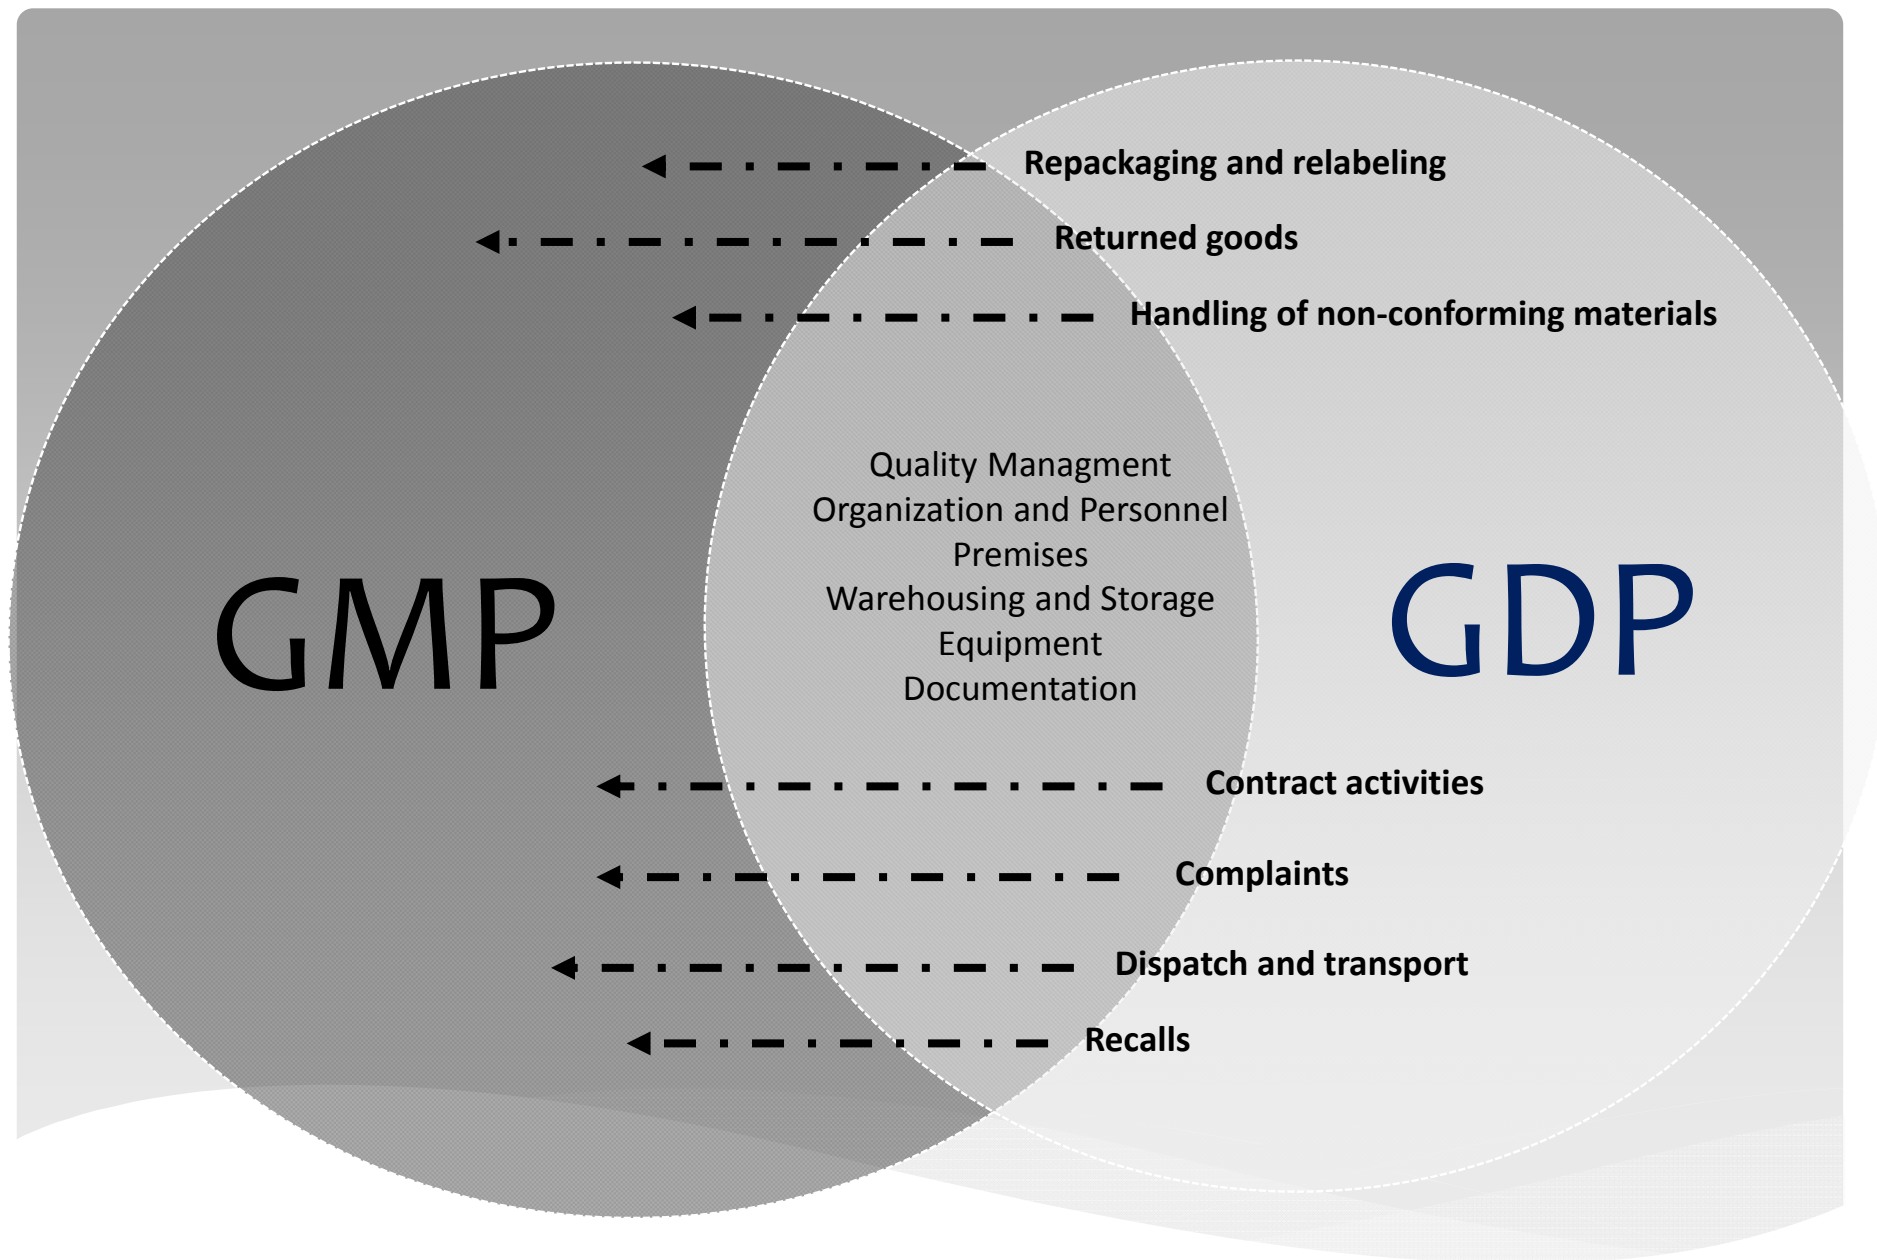 Repackaging and relabeling
Returned goods
Handling of non-conforming materials
Quality Managment
Organization and Personnel
Premises
Warehousing and Storage
Equipment
Documentation
GMP
GDP
Contract activities
Complaints
Dispatch and transport
Recalls